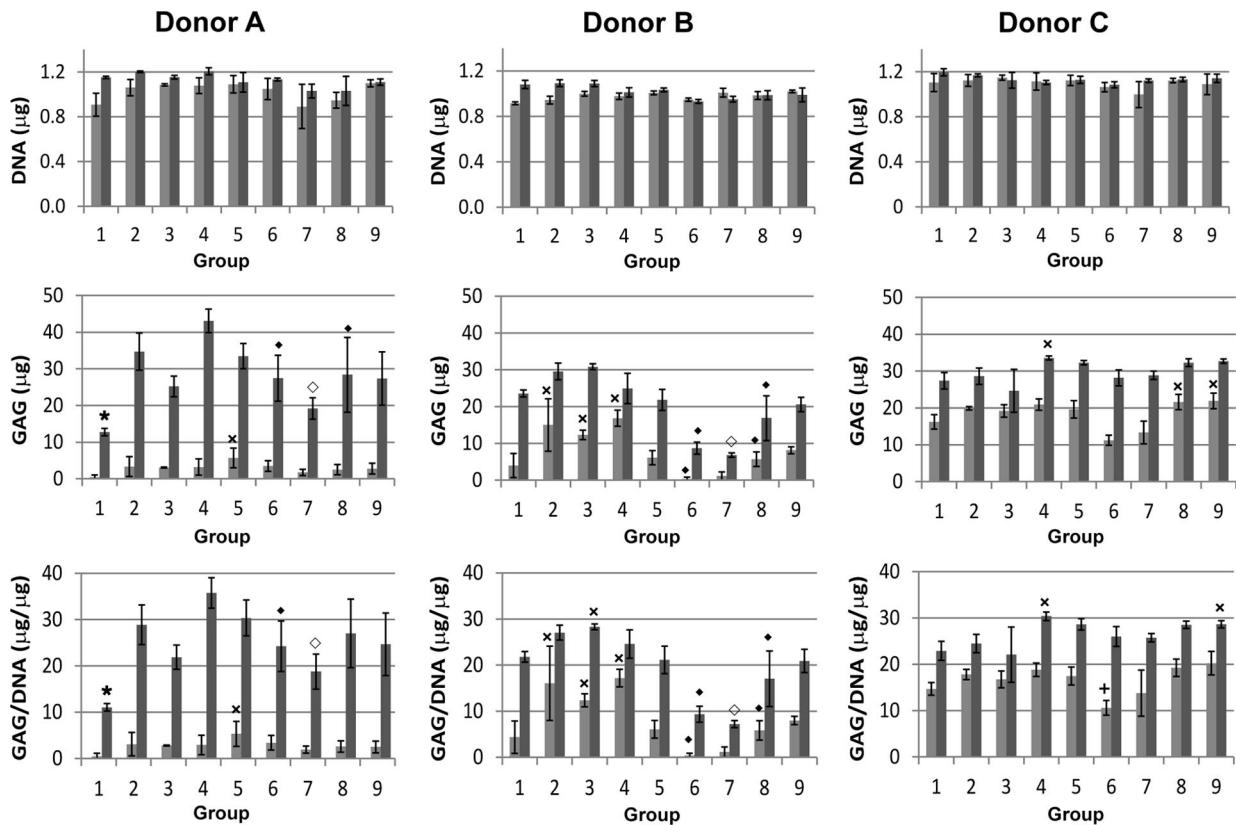 Donor A
Donor B
Donor C
DNA (μg)
1.2
0.8
0.4
0.0
1 2 3 4 5 6 7 8 9
Group
DNA (μg)
1.2
0.8
0.4
0.0
1 2 3 4 5 6 7 8 9
Group
DNA (μg)
1.2
0.8
0.4
0
1 2 3 4 5 6 7 8 9
Group
GAG (μg)
50
40
30
20
10
0
*
×
◆
◇
◆
1 2 3 4 5 6 7 8 9
Group
GAG (μg)
50
40
30
20
10
0
×
×
×
◆
◆
◇
◆
◆
1 2 3 4 5 6 7 8 9
Group
GAG (μg)
50
40
30
20
10
0
×
×
×
1 2 3 4 5 6 7 8 9
Group
GAG/DNA (μg/μg)
40
30
20
10
0
*
×
◆
◇
1 2 3 4 5 6 7 8 9
Group
GAG/DNA (μg/μg)
40
30
20
10
0
×
×
×
×
◆
◆
◇
◆
◆
1 2 3 4 5 6 7 8 9
Group
GAG/DNA (μg/μg)
40
30
20
10
0
×
+
×
1 2 3 4 5 6 7 8 9
Group